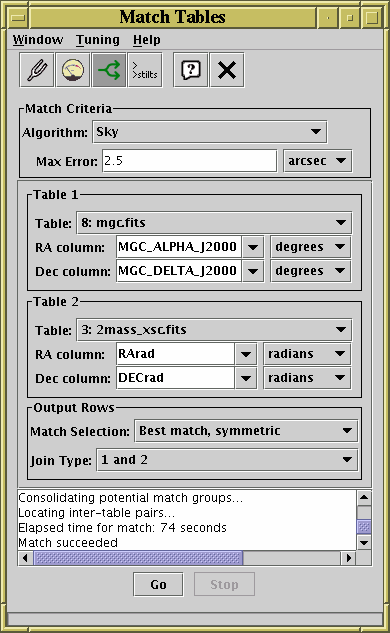 Match Tables
Window Tuning Help
>stilts
Match Criteria
Algorithm: Sky
Max Error: 2.5 arcsec
Table 1
Table: 8: mgc.fits
RA column: MGC_ALPHA_J2000 degrees
Dec column: MGC_DELTA_J2000 degrees
Table 2
Table: 3: 2mass_xsc.fits
RA column: RArad radians
Dec column: DECrad radians
Output Rows
Match Selection: Best match, symmetric
Join Type: 1 and 2
Consolidating potential match groups...
Locating inter-table pairs...
Elapsed time for match: 74 seconds
Match succeeded
Go Stop